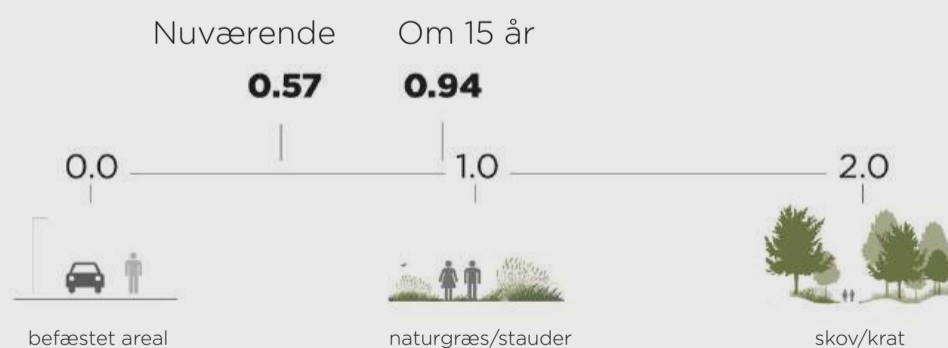 Nuværende Om 15 år
0.57 0.94
0.0 1.0 2.0
befæstet areal naturgræs/stauder skov/krat